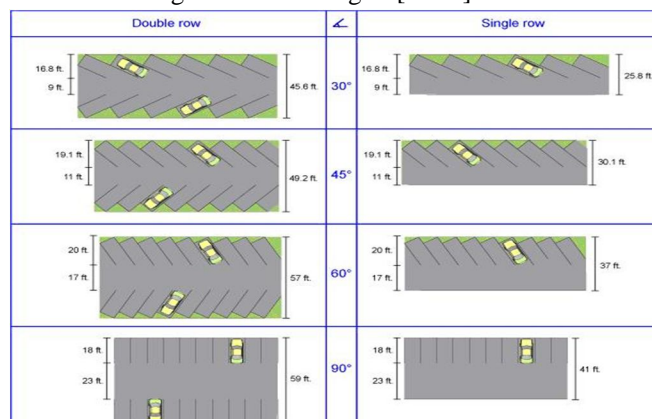 Double row
∠
Single row
16.8 ft.
9 ft.
45.6 ft.
30°
16.8 ft.
9 ft.
25.8 ft.
19.1 ft.
11 ft.
49.2 ft.
45°
19.1 ft.
11 ft.
30.1 ft.
20 ft.
17 ft.
57 ft.
60°
20 ft.
17 ft.
37 ft.
18 ft.
23 ft.
59 ft.
90°
18 ft.
23 ft.
41 ft.